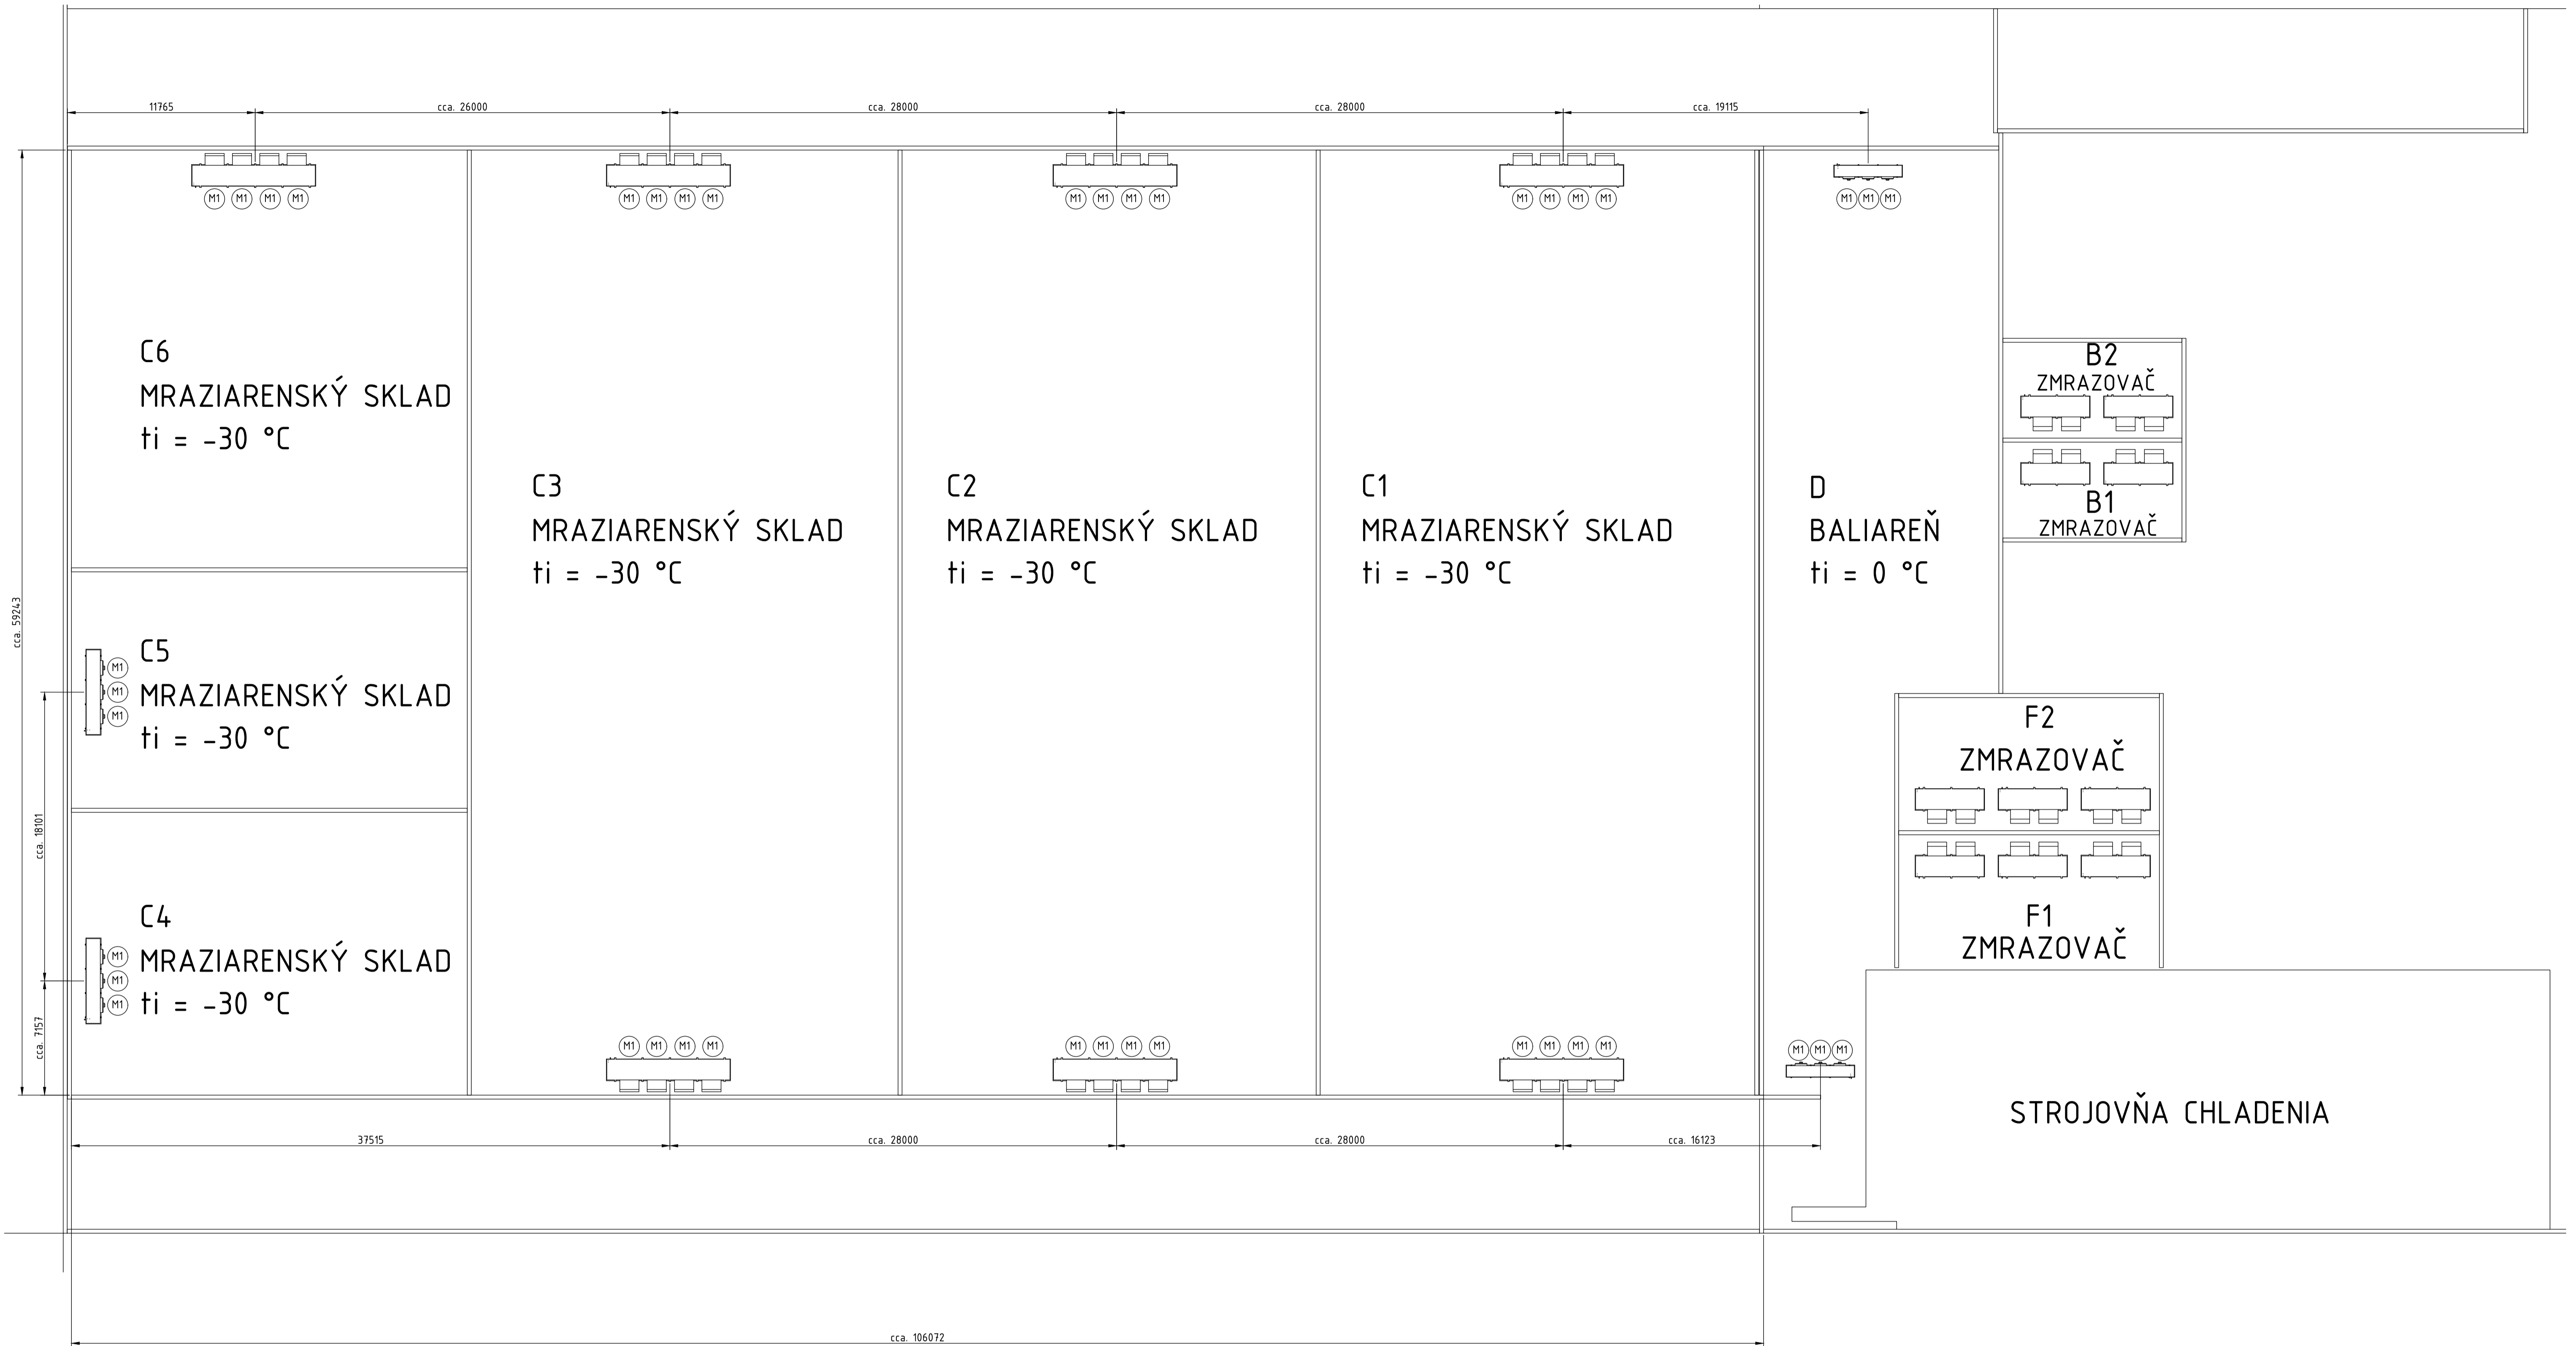 11765
cca. 26000
cca. 28000
cca. 28000
cca. 19115
M1 M1 M1 M1
M1 M1 M1 M1
M1 M1 M1 M1
M1 M1 M1 M1
M1 M1 M1
C6
MRAZIARENSKÝ SKLAD
ti = -30 °C
C3
MRAZIARENSKÝ SKLAD
ti = -30 °C
C2
MRAZIARENSKÝ SKLAD
ti = -30 °C
C1
MRAZIARENSKÝ SKLAD
ti = -30 °C
D
BALIAREŇ
ti = 0 °C
B2
ZMRAZOVAČ
B1
ZMRAZOVAČ
cca. 59243
C5
MRAZIARENSKÝ SKLAD
ti = -30 °C
M1
M1
M1
cca. 18101
F2
ZMRAZOVAČ
F1
ZMRAZOVAČ
C4
MRAZIARENSKÝ SKLAD
ti = -30 °C
M1
M1
M1
cca. 7157
M1 M1 M1 M1
M1 M1 M1 M1
M1 M1 M1 M1
M1 M1 M1
STROJOVŇA CHLADENIA
37515
cca. 28000
cca. 28000
cca. 16123
cca. 106072